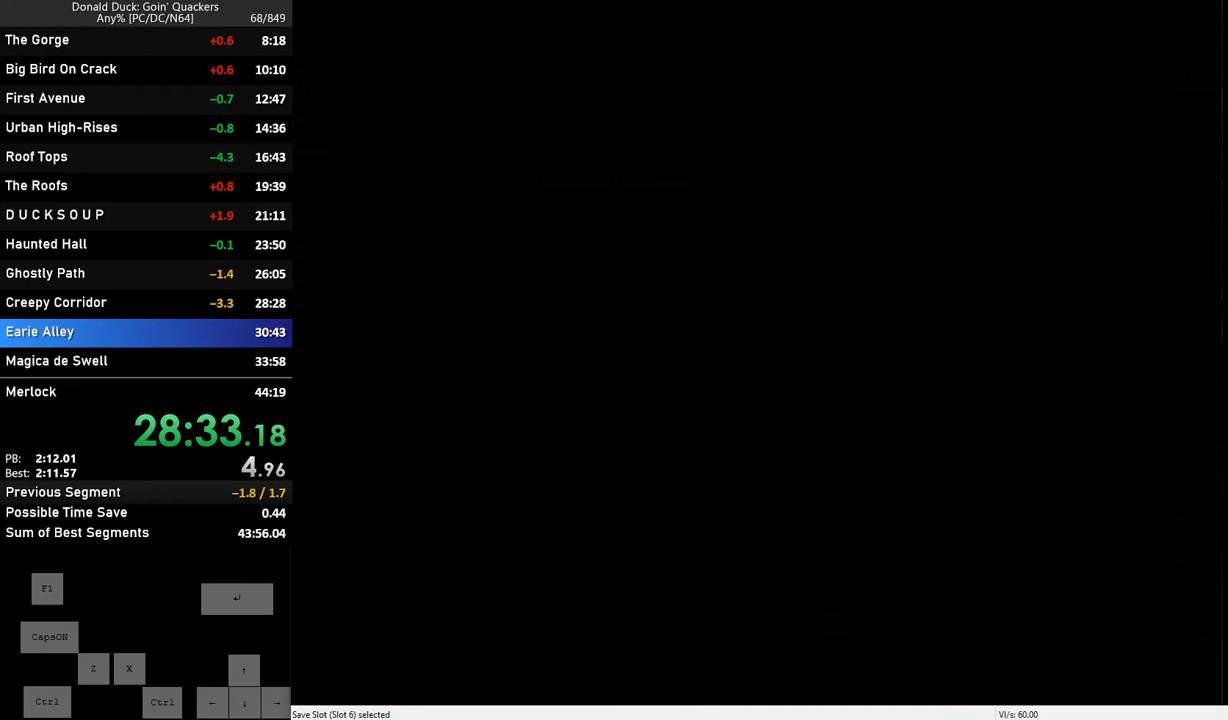 Donald Duck: Goin' Quackers
Any% [PC/DC/N64] 68/849
The Gorge +0.6 8:18
Big Bird On Crack +0.6 10:10
First Avenue −0.7 12:47
Urban High-Rises −0.8 14:36
Roof Tops −4.3 16:43
The Roofs +0.8 19:39
D U C K S O U P +1.9 21:11
Haunted Hall −0.1 23:50
Ghostly Path −1.4 26:05
Creepy Corridor −3.3 28:28
Earie Alley 30:43
Magica de Swell 33:58
Merlock 44:19
28:33.18
PB: 2:12.01
Best: 2:11.57
4.96
Previous Segment −1.8 / 1.7
Possible Time Save 0.44
Sum of Best Segments 43:56.04
F1 ↵
CapsON
Z X ↑
Ctrl Ctrl ← ↓ →
Save Slot (Slot 6) selected VI/s: 60.00